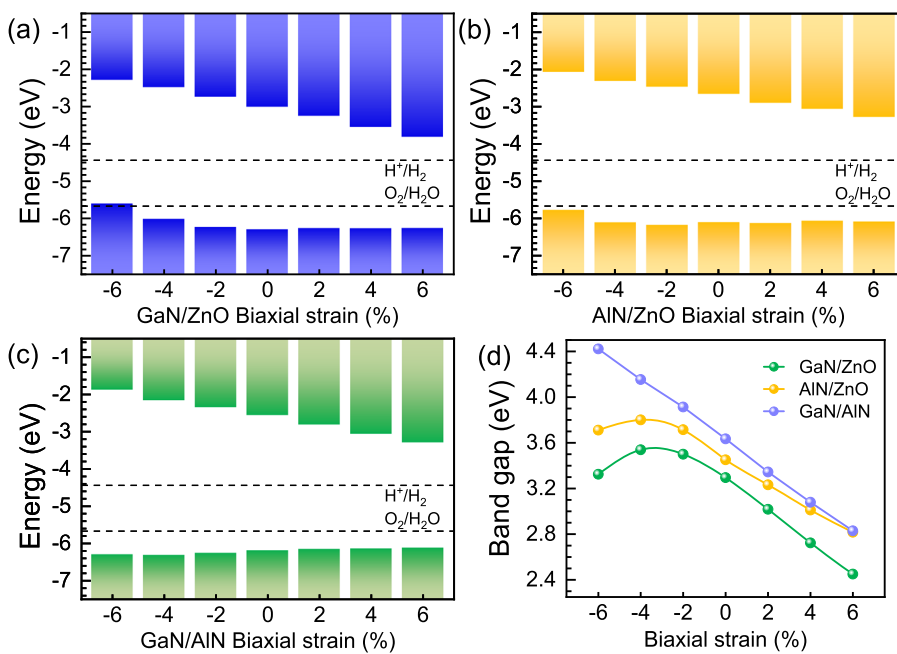 (a)
-1
-2
-3
-4
-5
-6
-7
Energy (eV)
H⁺/H₂
O₂/H₂O
-6 -4 -2 0 2 4 6
GaN/ZnO Biaxial strain (%)
(b)
-1
-2
-3
-4
-5
-6
-7
Energy (eV)
H⁺/H₂
O₂/H₂O
-6 -4 -2 0 2 4 6
AlN/ZnO Biaxial strain (%)
(c)
-1
-2
-3
-4
-5
-6
-7
Energy (eV)
H⁺/H₂
O₂/H₂O
-6 -4 -2 0 2 4 6
GaN/AlN Biaxial strain (%)
(d)
4.4
4.0
3.6
3.2
2.8
2.4
Band gap (eV)
GaN/ZnO
AlN/ZnO
GaN/AlN
-6 -4 -2 0 2 4 6
Biaxial strain (%)